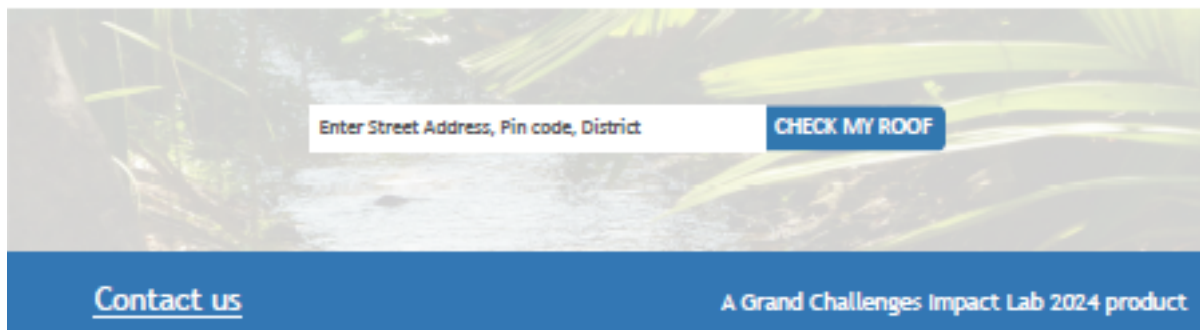 Enter Street Address, Pin code, District
CHECK MY ROOF
Contact us
A Grand Challenges Impact Lab 2024 product